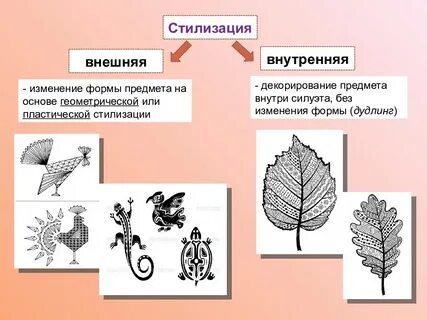 Стилизация
внешняя
внутренняя
- изменение формы предмета на
основе геометрической или
пластической стилизации
- декорирование предмета
внутри силуэта, без
изменения формы (дудлинг)